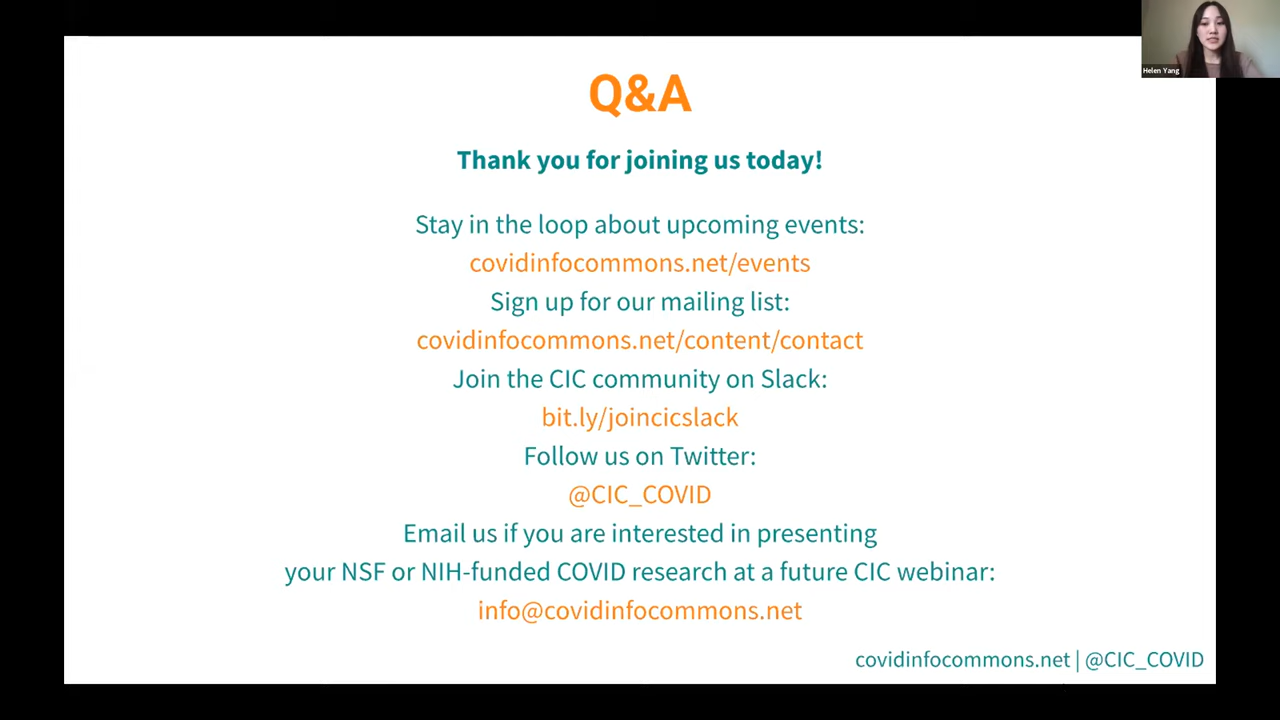 Helen Yang
Q&A
Thank you for joining us today!
Stay in the loop about upcoming events:
covidinfocommons.net/events
Sign up for our mailing list:
covidinfocommons.net/content/contact
Join the CIC community on Slack:
bit.ly/joincicslack
Follow us on Twitter:
@CIC_COVID
Email us if you are interested in presenting
your NSF or NIH-funded COVID research at a future CIC webinar:
info@covidinfocommons.net
covidinfocommons.net | @CIC_COVID